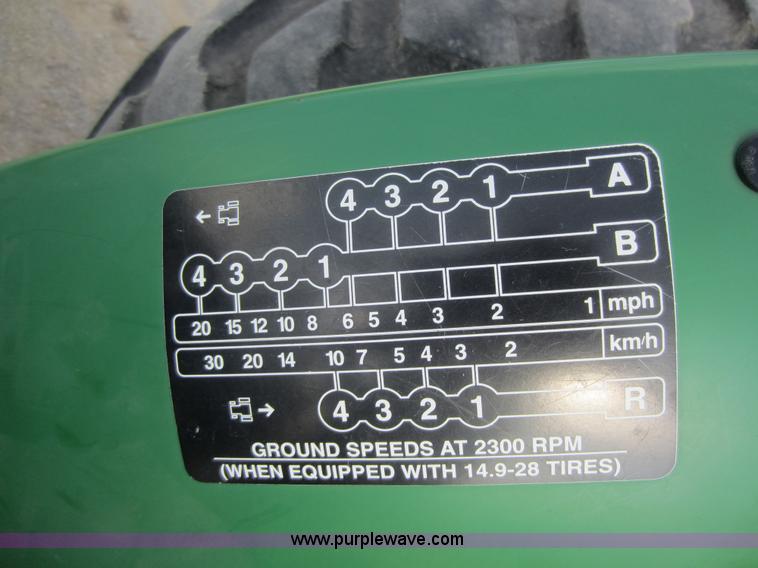 4 3 2 1 A
4 3 2 1 B
20 15 12 10 8 6 5 4 3 2 1 mph
30 20 14 10 7 5 4 3 2 km/h
4 3 2 1 R
GROUND SPEEDS AT 2300 RPM
(WHEN EQUIPPED WITH 14.9-28 TIRES)
www.purplewave.com